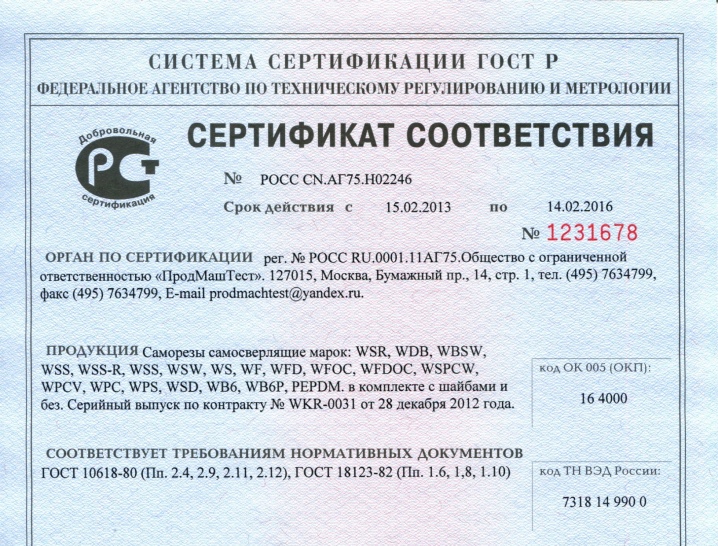 СИСТЕМА СЕРТИФИКАЦИИ ГОСТ Р
ФЕДЕРАЛЬНОЕ АГЕНТСТВО ПО ТЕХНИЧЕСКОМУ РЕГУЛИРОВАНИЮ И МЕТРОЛОГИИ
Добровольная
РСТ
сертификация
СЕРТИФИКАТ СООТВЕТСТВИЯ
№ РОСС CN.АГ75.Н02246
Срок действия с 15.02.2013 по 14.02.2016
№ 1231678
ОРГАН ПО СЕРТИФИКАЦИИ рег. № РОСС RU.0001.11АГ75.Общество с ограниченной
ответственностью «ПродМашТест». 127015, Москва, Бумажный пр., 14, стр. 1, тел. (495) 7634799,
факс (495) 7634799, E-mail prodmachtest@yandex.ru.
ПРОДУКЦИЯ Саморезы самосверлящие марок: WSR, WDB, WBSW,
WSS, WSS-R, WSS, WSW, WS, WF, WFD, WFOC, WFDOC, WSPCW,
WPCV, WPC, WPS, WSD, WB6, WB6P, PEPDM. в комплекте с шайбами и
без. Серийный выпуск по контракту № WKR-0031 от 28 декабря 2012 года.
код ОК 005 (ОКП):
16 4000
СООТВЕТСТВУЕТ ТРЕБОВАНИЯМ НОРМАТИВНЫХ ДОКУМЕНТОВ
ГОСТ 10618-80 (Пп. 2.4, 2.9, 2.11, 2.12), ГОСТ 18123-82 (Пп. 1.6, 1,8, 1.10)
код ТН ВЭД России:
7318 14 990 0